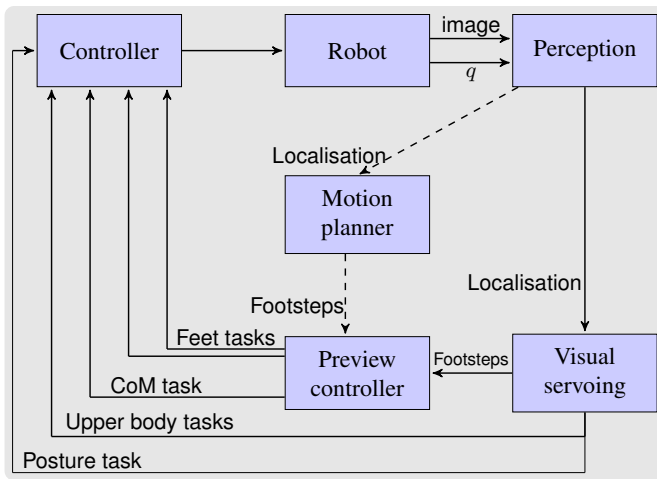 image
Controller
Robot
Perception
q
Localisation
Motion
planner
Localisation
Footsteps
Feet tasks
Footsteps
Preview
controller
Visual
servoing
CoM task
Upper body tasks
Posture task